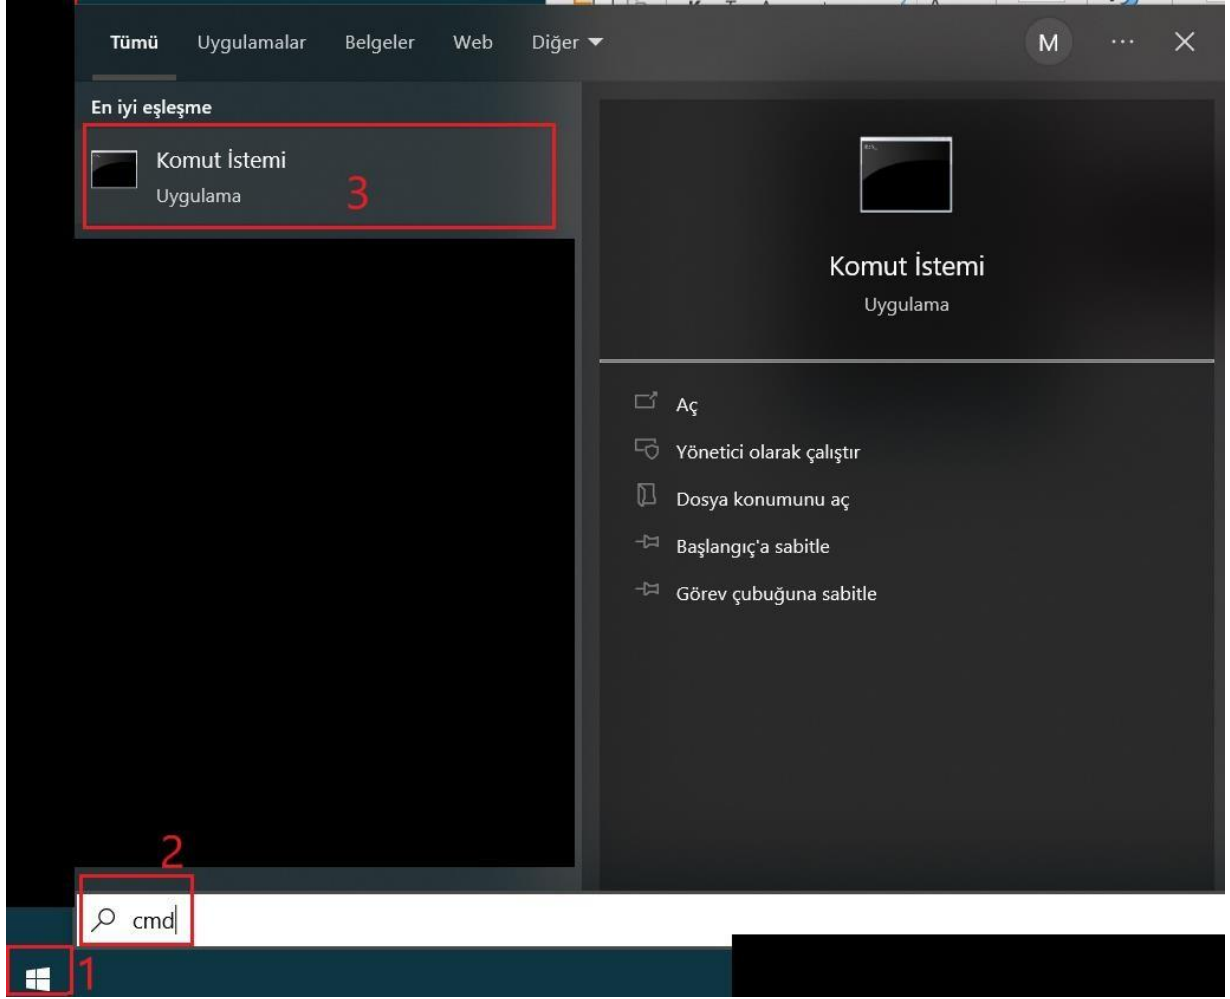 Tümü Uygulamalar Belgeler Web Diğer M
En iyi eşleşme
Komut İstemi
Uygulama
3
Komut İstemi
Uygulama
Aç
Yönetici olarak çalıştır
Dosya konumunu aç
Başlangıç'a sabitle
Görev çubuğuna sabitle
2
cmd
1